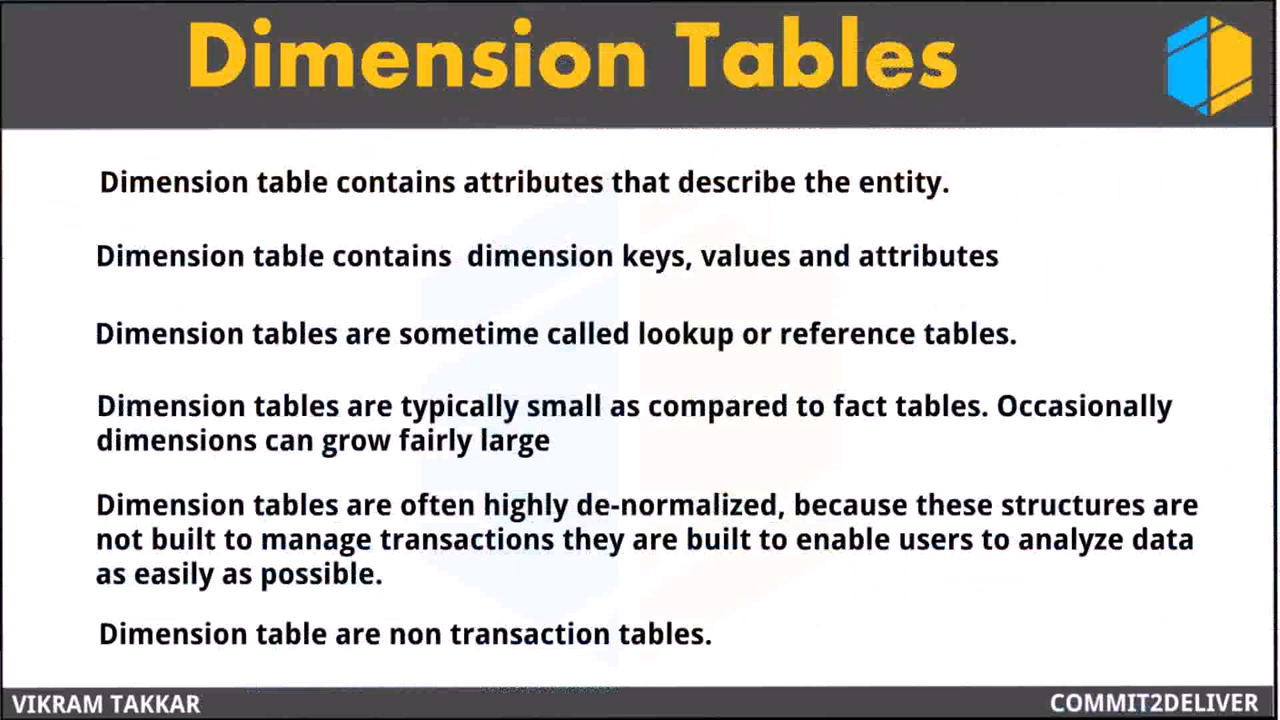 Dimension Tables
Dimension table contains attributes that describe the entity.
Dimension table contains  dimension keys, values and attributes
Dimension tables are sometime called lookup or reference tables.
Dimension tables are typically small as compared to fact tables. Occasionally
dimensions can grow fairly large
Dimension tables are often highly de-normalized, because these structures are
not built to manage transactions they are built to enable users to analyze data
as easily as possible.
Dimension table are non transaction tables.
VIKRAM TAKKAR
COMMIT2DELIVER